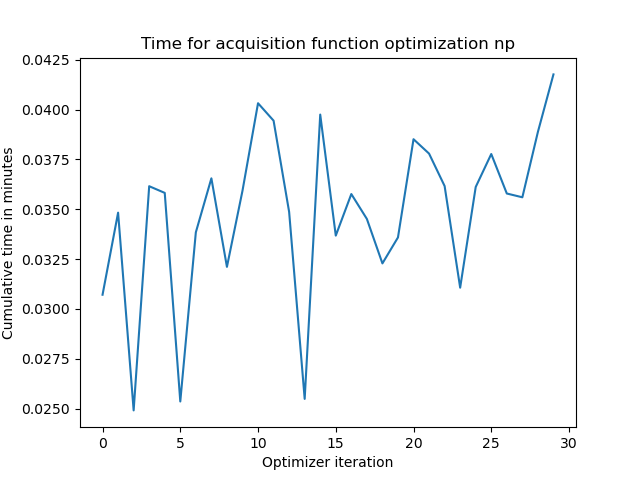 Time for acquisition function optimization np
Cumulative time in minutes
0.0425
0.0400
0.0375
0.0350
0.0325
0.0300
0.0275
0.0250
0 5 10 15 20 25 30
Optimizer iteration